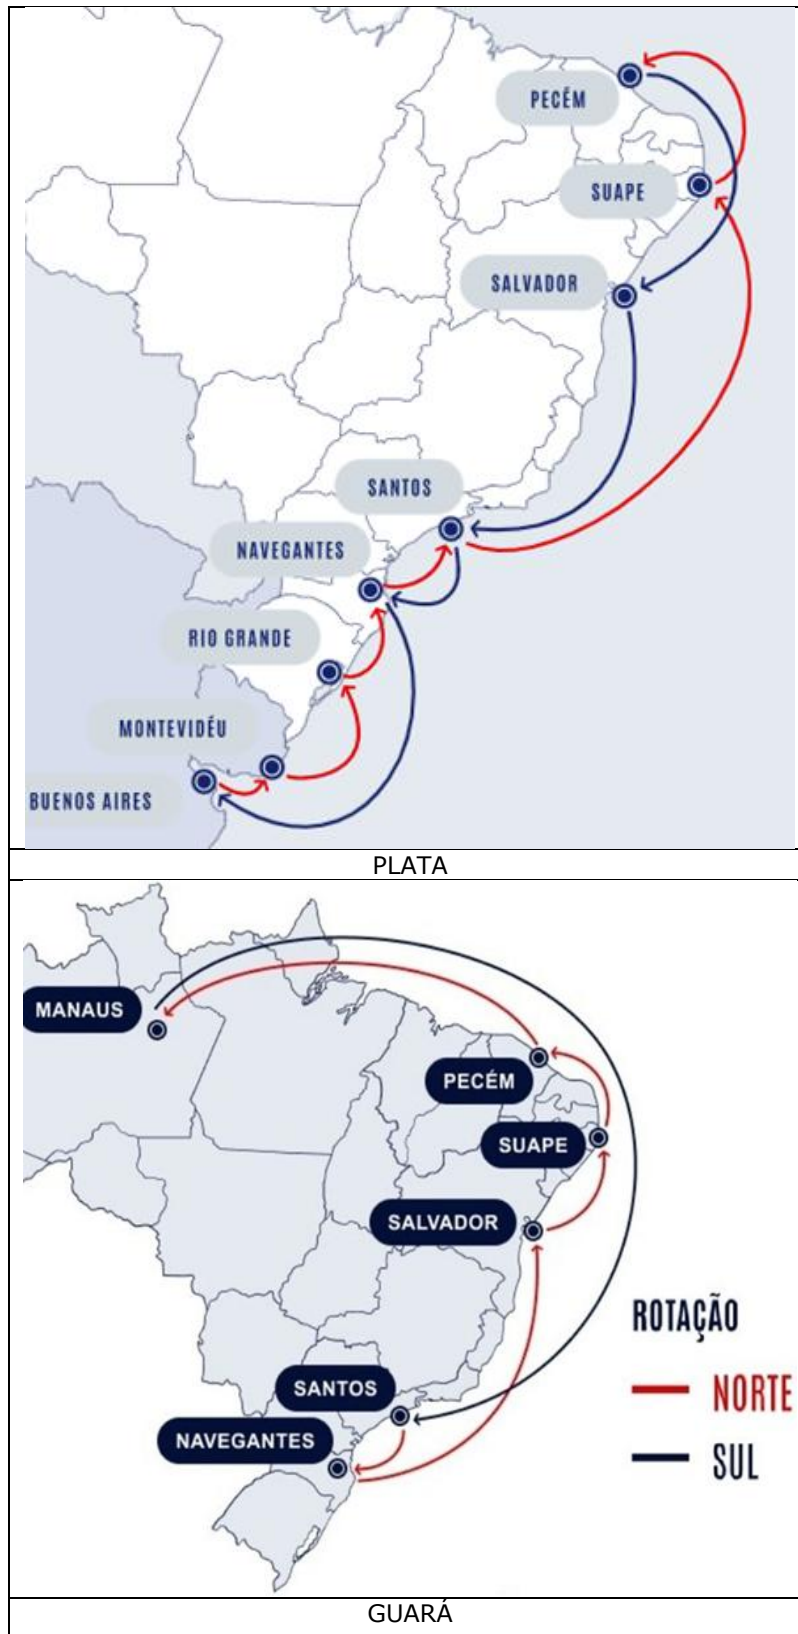 PECÉM
SUAPE
SALVADOR
SANTOS
NAVEGANTES
RIO GRANDE
MONTEVIDÉU
BUENOS AIRES
PLATA
MANAUS
PECÉM
SUAPE
SALVADOR
ROTAÇÃO
SANTOS
NORTE
NAVEGANTES
SUL
GUARÁ